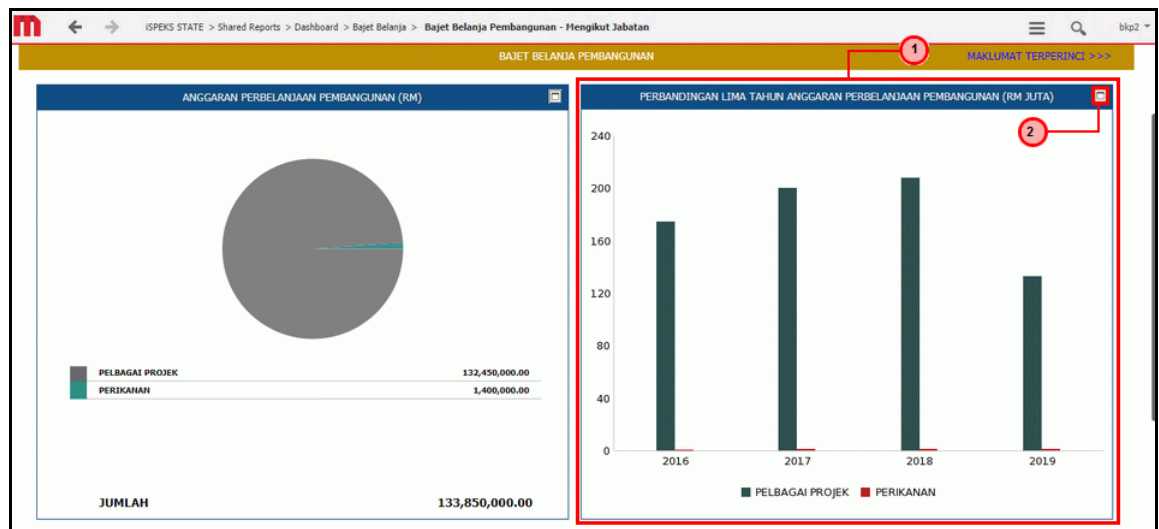 m iSPEKS STATE > Shared Reports > Dashboard > Bajet Belanja > Bajet Belanja Pembangunan - Mengikut Jabatan bkp2
BAJET BELANJA PEMBANGUNAN MAKLUMAT TERPERINCI >>>
1
ANGGARAN PERBELANJAAN PEMBANGUNAN (RM)
PELBAGAI PROJEK 132,450,000.00
PERIKANAN 1,400,000.00
JUMLAH 133,850,000.00
PERBANDINGAN LIMA TAHUN ANGGARAN PERBELANJAAN PEMBANGUNAN (RM JUTA)
2
240
200
160
120
80
40
0
2016 2017 2018 2019
PELBAGAI PROJEK PERIKANAN